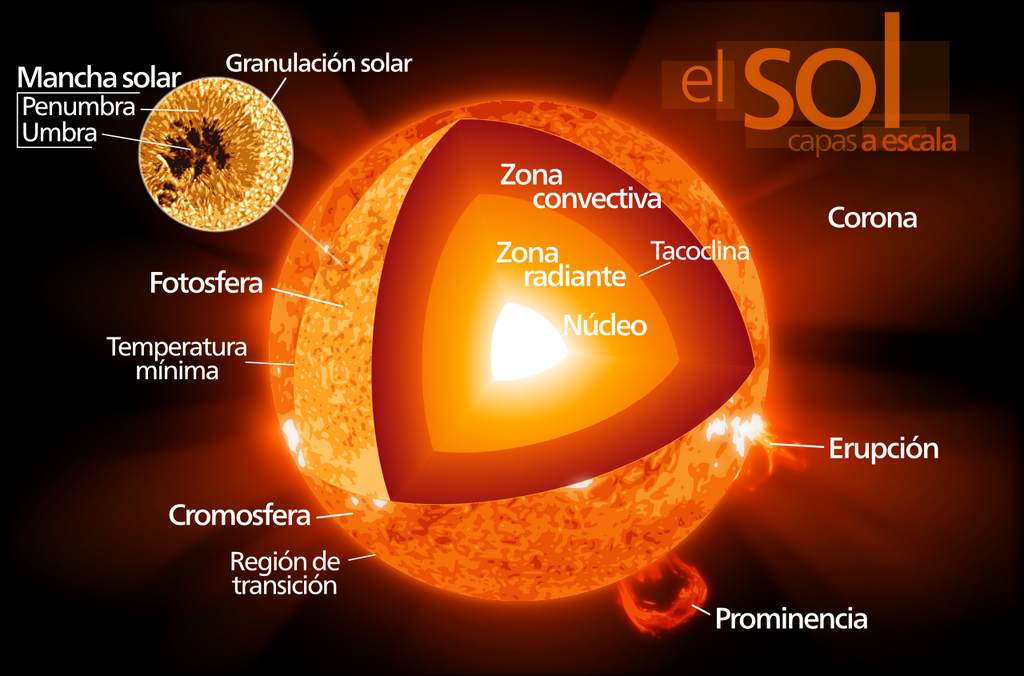 el sol
capas a escala
Granulación solar
Mancha solar
Penumbra
Umbra
Zona
convectiva
Corona
Zona
radiante
Tacoclina
Fotosfera
Núcleo
Temperatura
mínima
Erupción
Cromosfera
Región de
transición
Prominencia